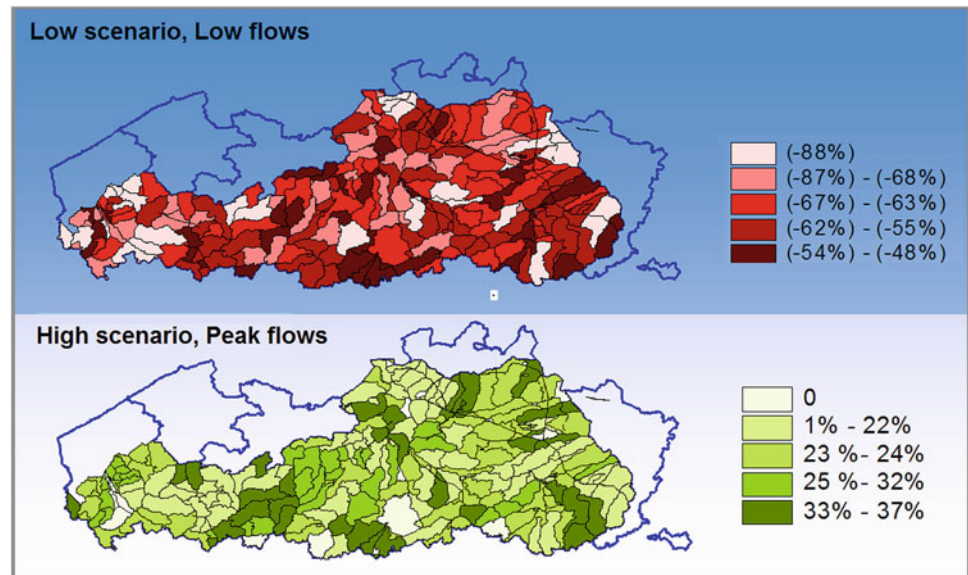 Low scenario, Low flows
(-88%)
(-87%) - (-68%)
(-67%) - (-63%)
(-62%) - (-55%)
(-54%) - (-48%)
High scenario, Peak flows
0
1% - 22%
23 %- 24%
25 %- 32%
33% - 37%